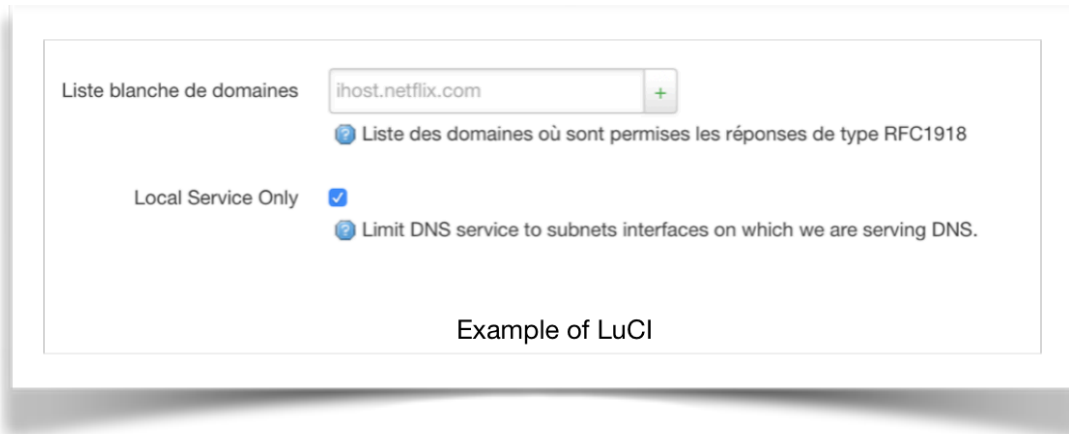 Liste blanche de domaines
ihost.netflix.com
+
Liste des domaines où sont permises les réponses de type RFC1918
Local Service Only
Limit DNS service to subnets interfaces on which we are serving DNS.
Example of LuCI